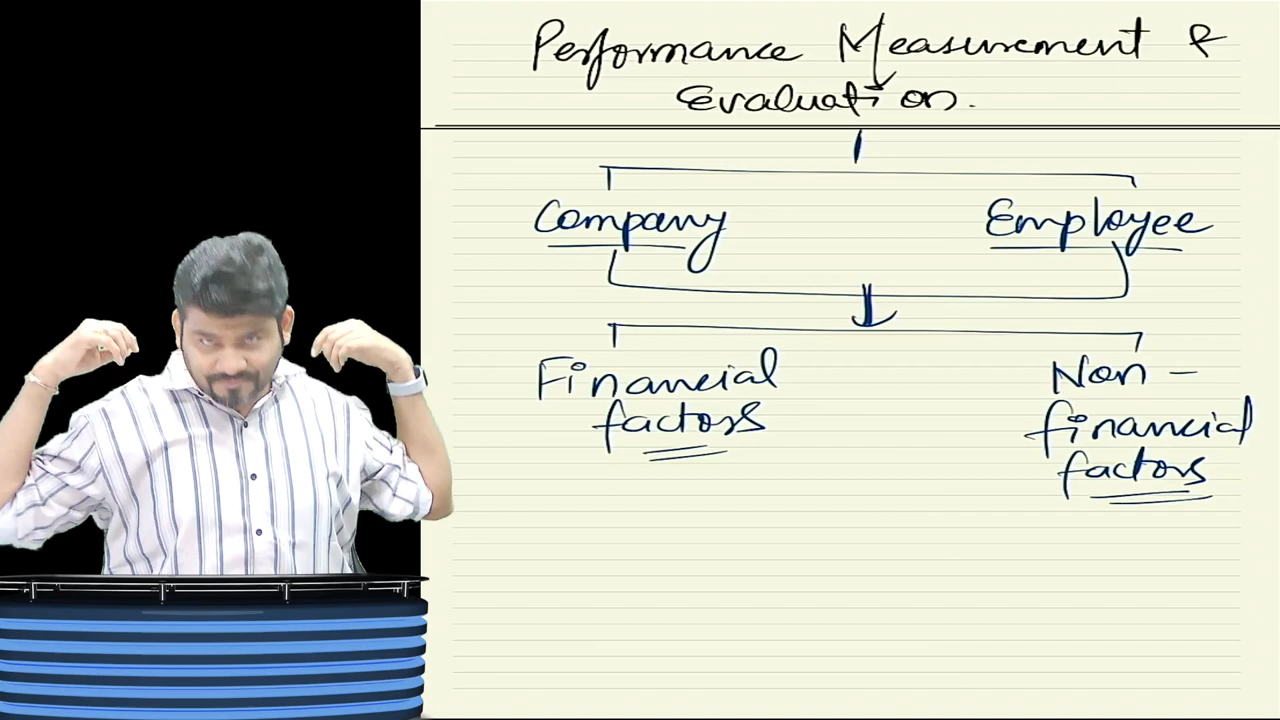 Performance Measurement &
Evaluation.
Company Employee
Financial Non-
factors financial
factors